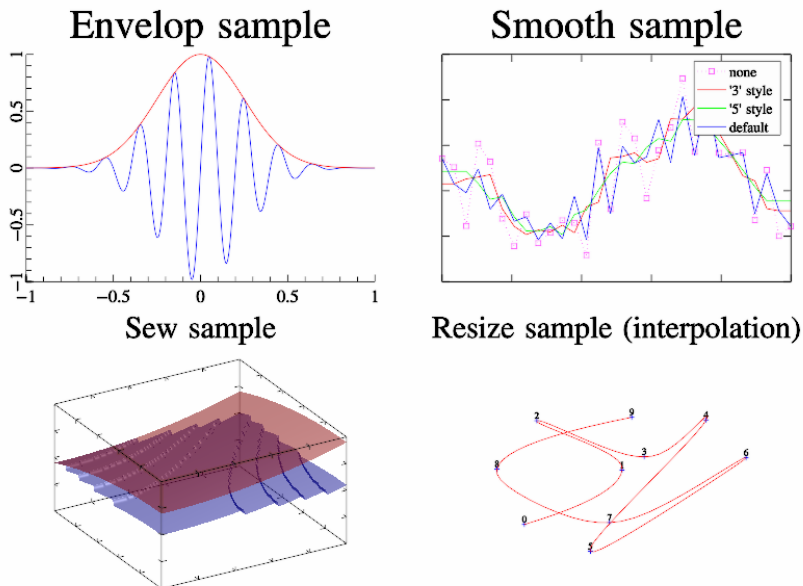 Envelop sample
Smooth sample
1
0.5
0
−0.5
−1
−1
−0.5
0
0.5
1
none
'3' style
'5' style
default
Sew sample
Resize sample (interpolation)
2
9
4
3
6
8
1
0
7
5